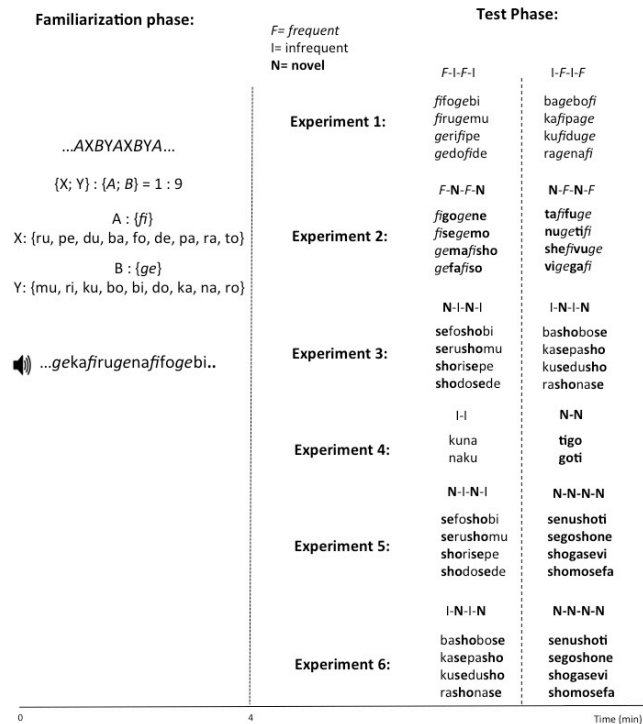 Familiarization phase:
Test Phase:
F= frequent
I= infrequent
N= novel
...AXBYAXBYA...
{X; Y} : {A; B} = 1 : 9
A : {fi}
X: {ru, pe, du, ba, fo, de, pa, ra, to}
B : {ge}
Y: {mu, ri, ku, bo, bi, do, ka, na, ro}
...gekafirugenafifogebi..
F-I-F-I I-F-I-F
Experiment 1:
fifogebi bagebofi
firugemu kafipage
gerifipe kufiduge
gedofide ragenafi
F-N-F-N N-F-N-F
Experiment 2:
figogene tafifuge
fisegemo nugetifi
gemafisho shefivuge
gefafiso vigegafi
N-I-N-I I-N-I-N
Experiment 3:
sefoshobi bashobose
serushomu kasepasho
shorisepe kusedusho
shodosede rashonase
I-I N-N
Experiment 4:
kuna tigo
naku goti
N-I-N-I N-N-N-N
Experiment 5:
sefoshobi senushoti
serushomu segoshone
shorisepe shogasevi
shodosede shomosefa
I-N-I-N N-N-N-N
Experiment 6:
bashobose senushoti
kasepasho segoshone
kusedusho shogasevi
rashonase shomosefa
0 4 Time (min)